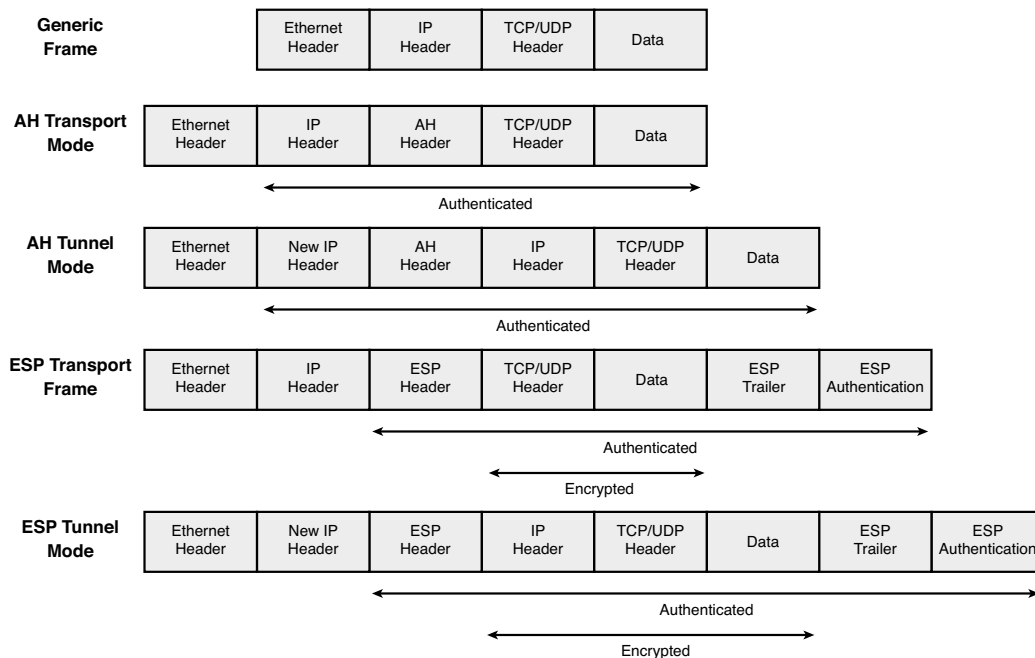 Generic
Frame
Ethernet
Header
IP
Header
TCP/UDP
Header
Data
AH Transport
Mode
Ethernet
Header
IP
Header
AH
Header
TCP/UDP
Header
Data
Authenticated
AH Tunnel
Mode
Ethernet
Header
New IP
Header
AH
Header
IP
Header
TCP/UDP
Header
Data
Authenticated
ESP Transport
Frame
Ethernet
Header
IP
Header
ESP
Header
TCP/UDP
Header
Data
ESP
Trailer
ESP
Authentication
Authenticated
Encrypted
ESP Tunnel
Mode
Ethernet
Header
New IP
Header
ESP
Header
IP
Header
TCP/UDP
Header
Data
ESP
Trailer
ESP
Authentication
Authenticated
Encrypted